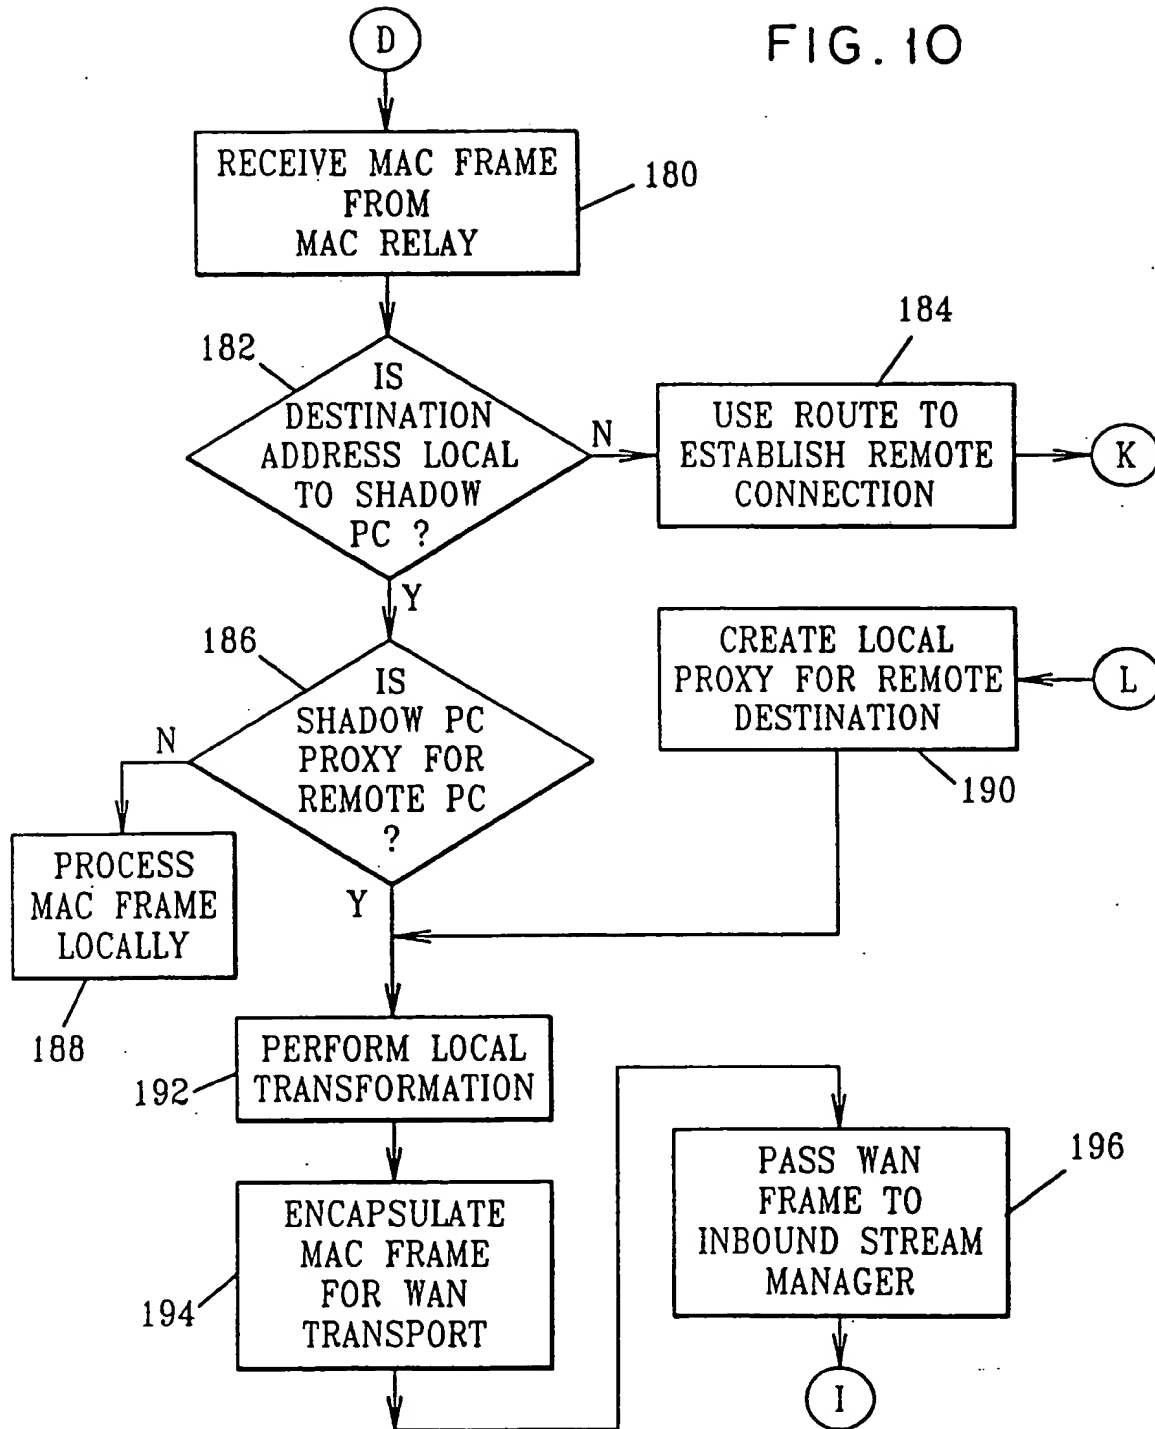 D
FIG. 10
RECEIVE MAC FRAME
FROM
MAC RELAY
180
182
IS
DESTINATION
ADDRESS LOCAL
TO SHADOW
PC ?
N
184
USE ROUTE TO
ESTABLISH REMOTE
CONNECTION
K
Y
186
IS
SHADOW PC
PROXY FOR
REMOTE PC
?
N
CREATE LOCAL
PROXY FOR REMOTE
DESTINATION
L
190
PROCESS
MAC FRAME
LOCALLY
188
Y
192
PERFORM LOCAL
TRANSFORMATION
194
ENCAPSULATE
MAC FRAME
FOR WAN
TRANSPORT
PASS WAN
FRAME TO
INBOUND STREAM
MANAGER
196
I